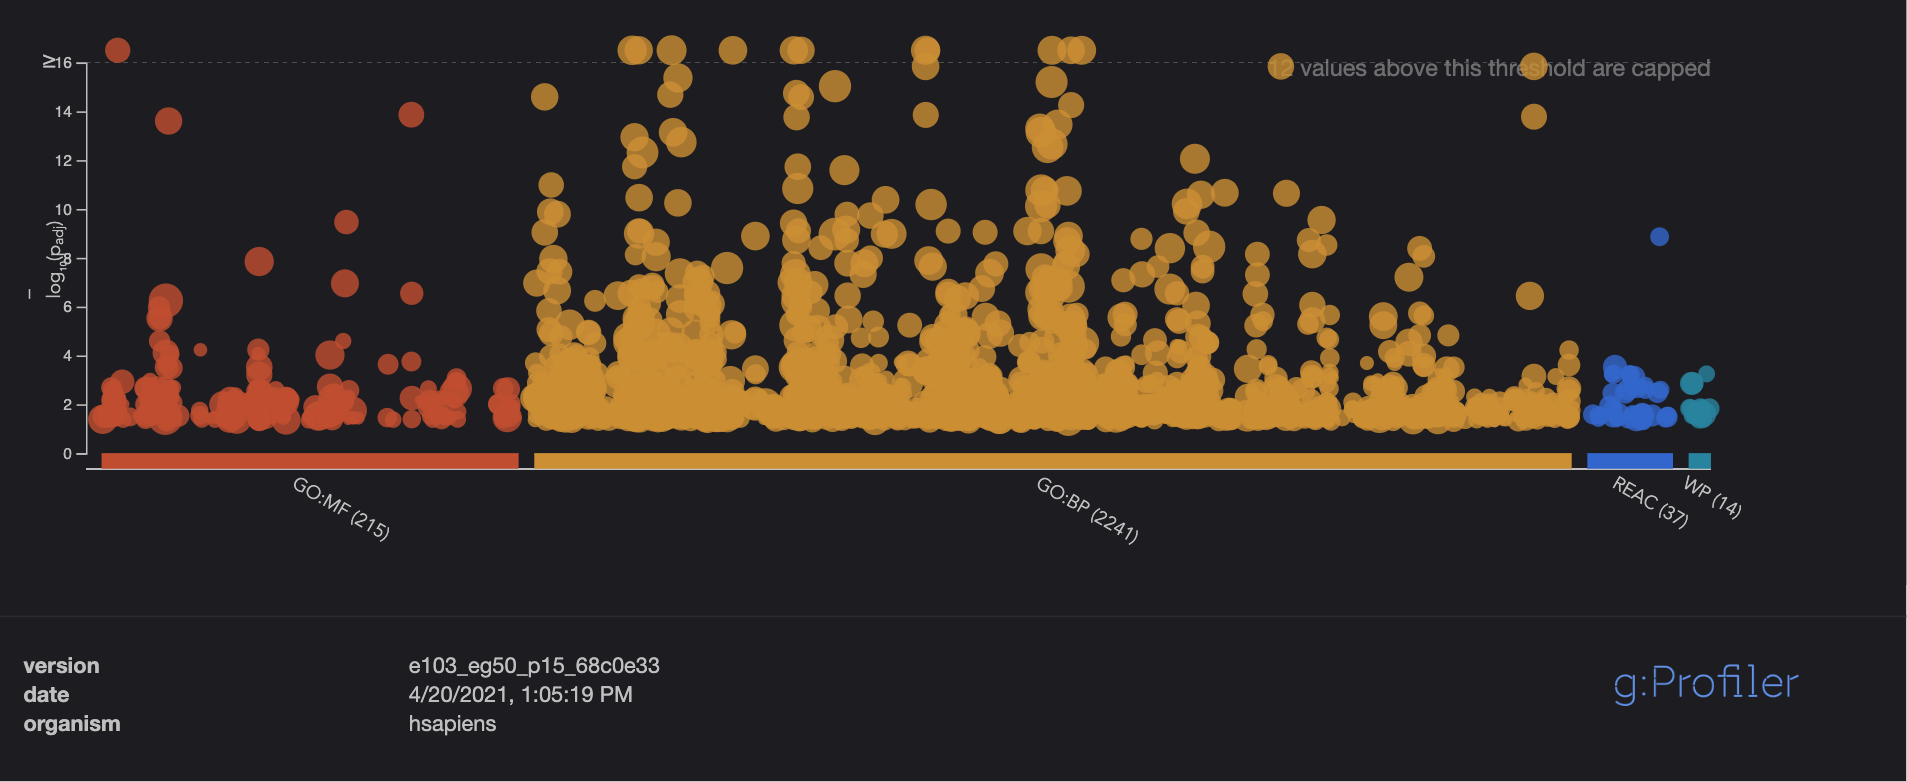 ≥16
12 values above this threshold are capped
14
12
10
8
6
4
2
0
−log₁₀(pₐdⱼ)
GO:MF (215)
GO:BP (2241)
REAC (37)
WP (14)
version e103_eg50_p15_68c0e33
date 4/20/2021, 1:05:19 PM
organism hsapiens
g:Profiler